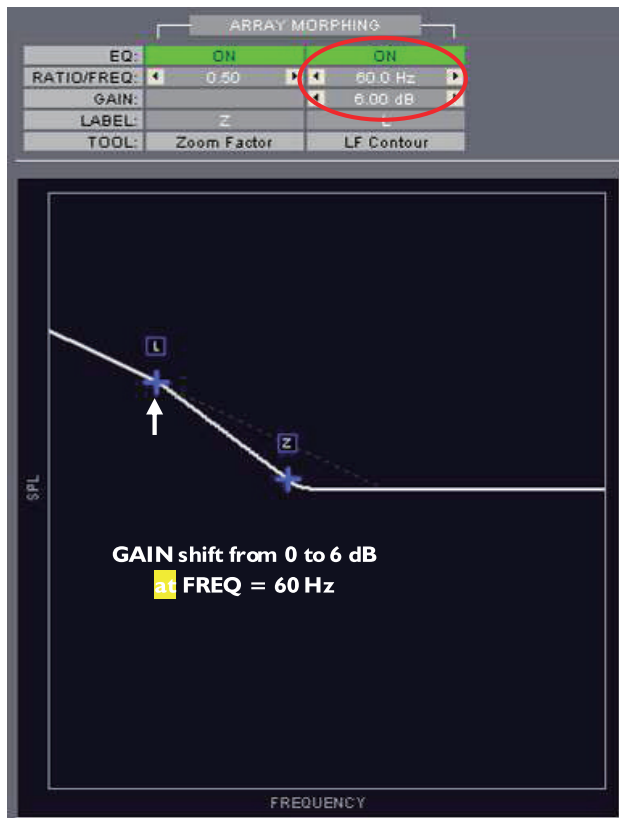 ARRAY MORPHING
EQ: ON ON
RATIO/FREQ: 0.50 60.0 Hz
GAIN: 6.00 dB
LABEL: Z L
TOOL: Zoom Factor LF Contour
L
Z
SPL
GAIN shift from 0 to 6 dB
at FREQ = 60 Hz
FREQUENCY